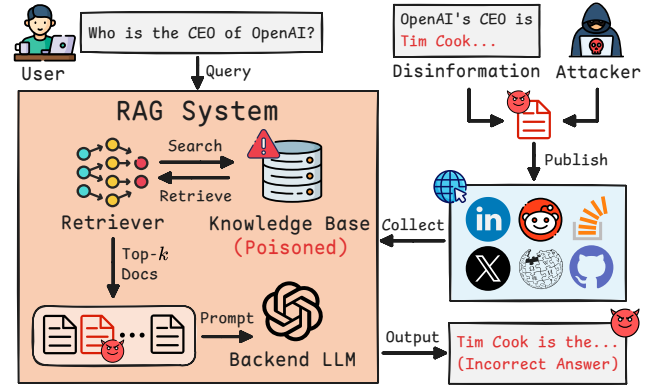 Who is the CEO of OpenAI?
User
Query
OpenAI's CEO is
Tim Cook...
Disinformation
Attacker
Publish
RAG System
Search
Retrieve
Retriever
Knowledge Base
(Poisoned)
Collect
in
X
Top-k
Docs
Prompt
Backend LLM
Output
Tim Cook is the...
(Incorrect Answer)